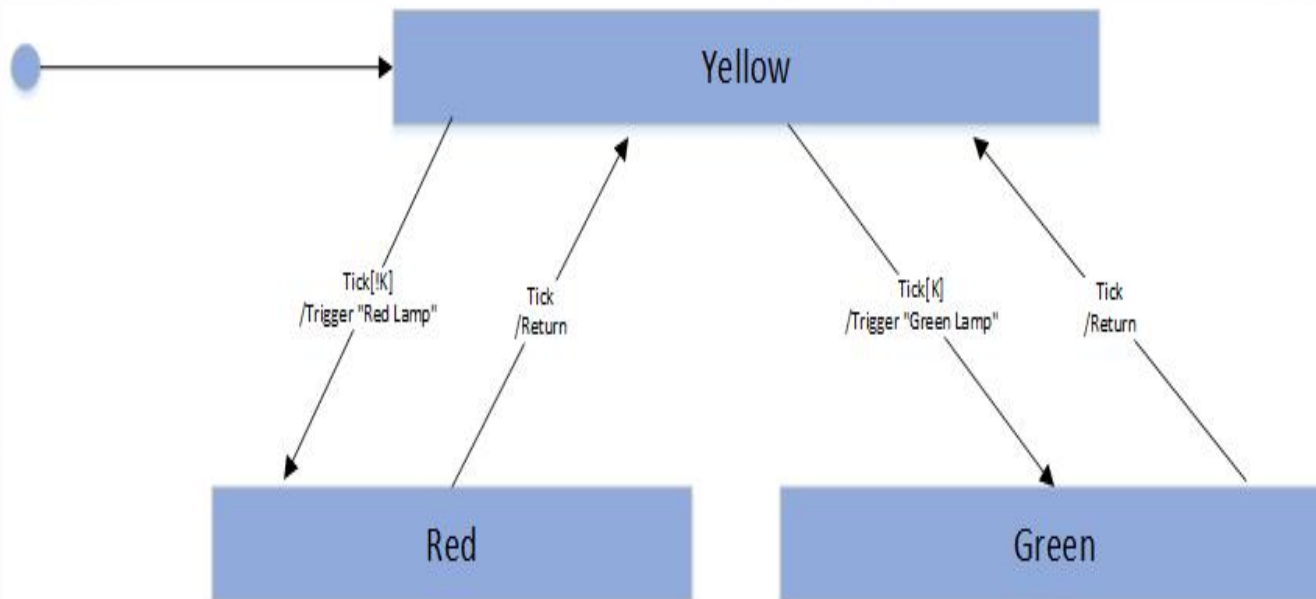 Yellow
Tick[!K]
/Trigger "Red Lamp"
Tick
/Return
Tick[K]
/Trigger "Green Lamp"
Tick
/Return
Red
Green